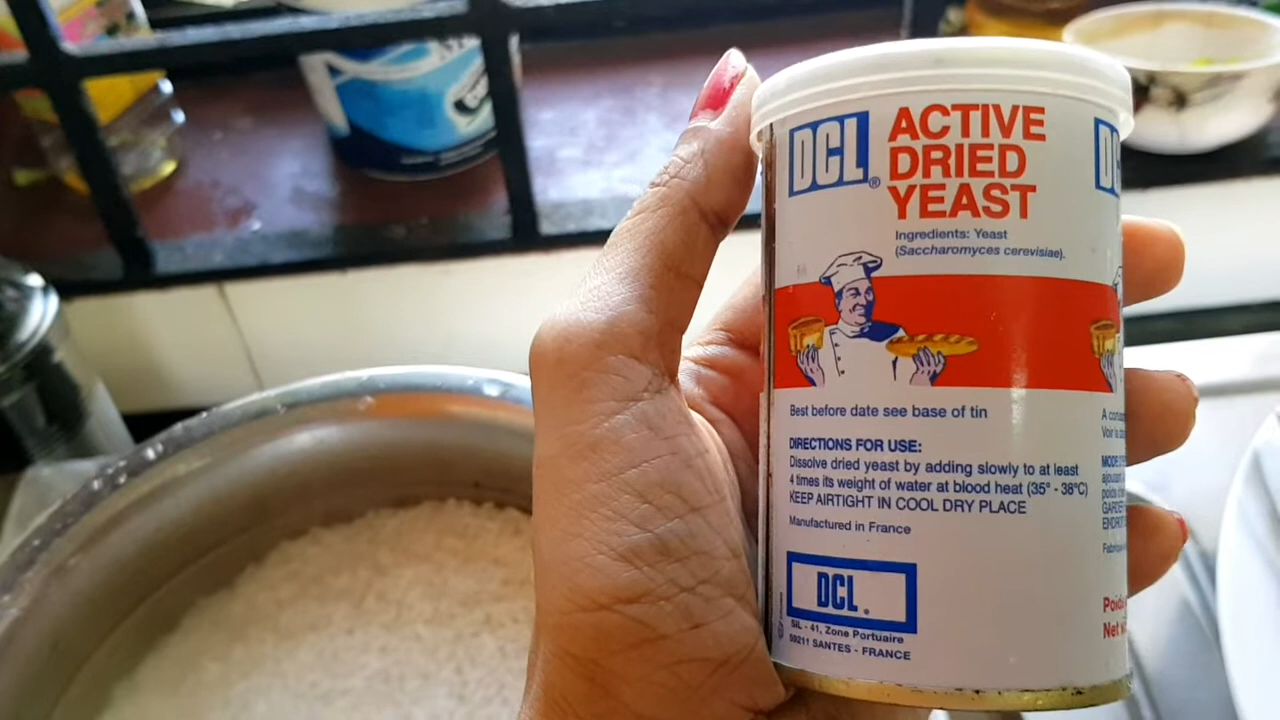 DCL®
ACTIVE
DRIED
YEAST
Ingredients: Yeast
(Saccharomyces cerevisiae).
Best before date see base of tin
DIRECTIONS FOR USE:
Dissolve dried yeast by adding slowly to at least
4 times its weight of water at blood heat (35° - 38°C)
KEEP AIRTIGHT IN COOL DRY PLACE
Manufactured in France
DCL®
SIL - 41, Zone Portuaire
59211 SANTES - FRANCE
Net